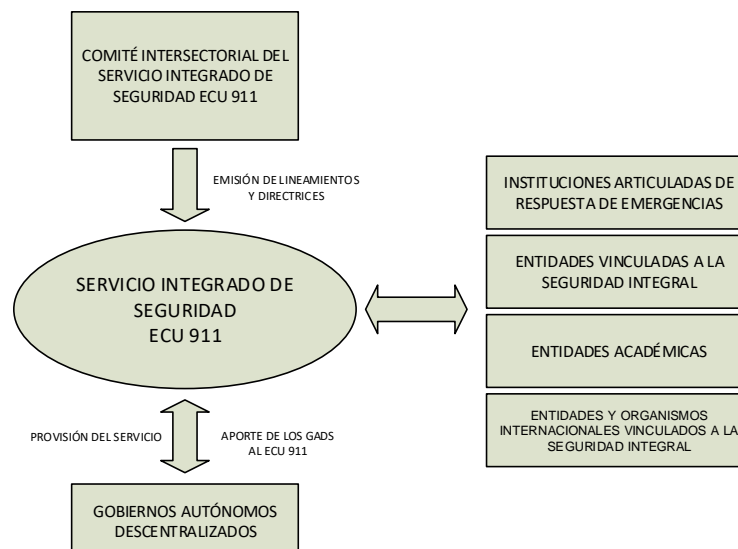 COMITÉ INTERSECTORIAL DEL
SERVICIO INTEGRADO DE
SEGURIDAD ECU 911
EMISIÓN DE LINEAMIENTOS
Y DIRECTRICES
SERVICIO INTEGRADO DE
SEGURIDAD
ECU 911
INSTITUCIONES ARTICULADAS DE
RESPUESTA DE EMERGENCIAS
ENTIDADES VINCULADAS A LA
SEGURIDAD INTEGRAL
ENTIDADES ACADÉMICAS
ENTIDADES Y ORGANISMOS
INTERNACIONALES VINCULADOS A LA
SEGURIDAD INTEGRAL
PROVISIÓN DEL SERVICIO
APORTE DE LOS GADS
AL ECU 911
GOBIERNOS AUTÓNOMOS
DESCENTRALIZADOS